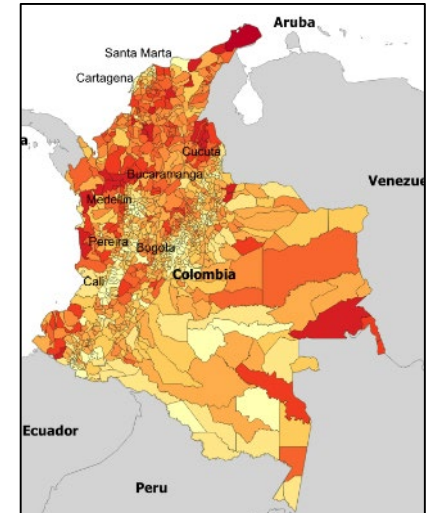 Aruba
Santa Marta
Cartagena
a
Cucuta
Bucaramanga
Venezue
Medellin
Pereira
Bogota
Colombia
Cali
Ecuador
Peru